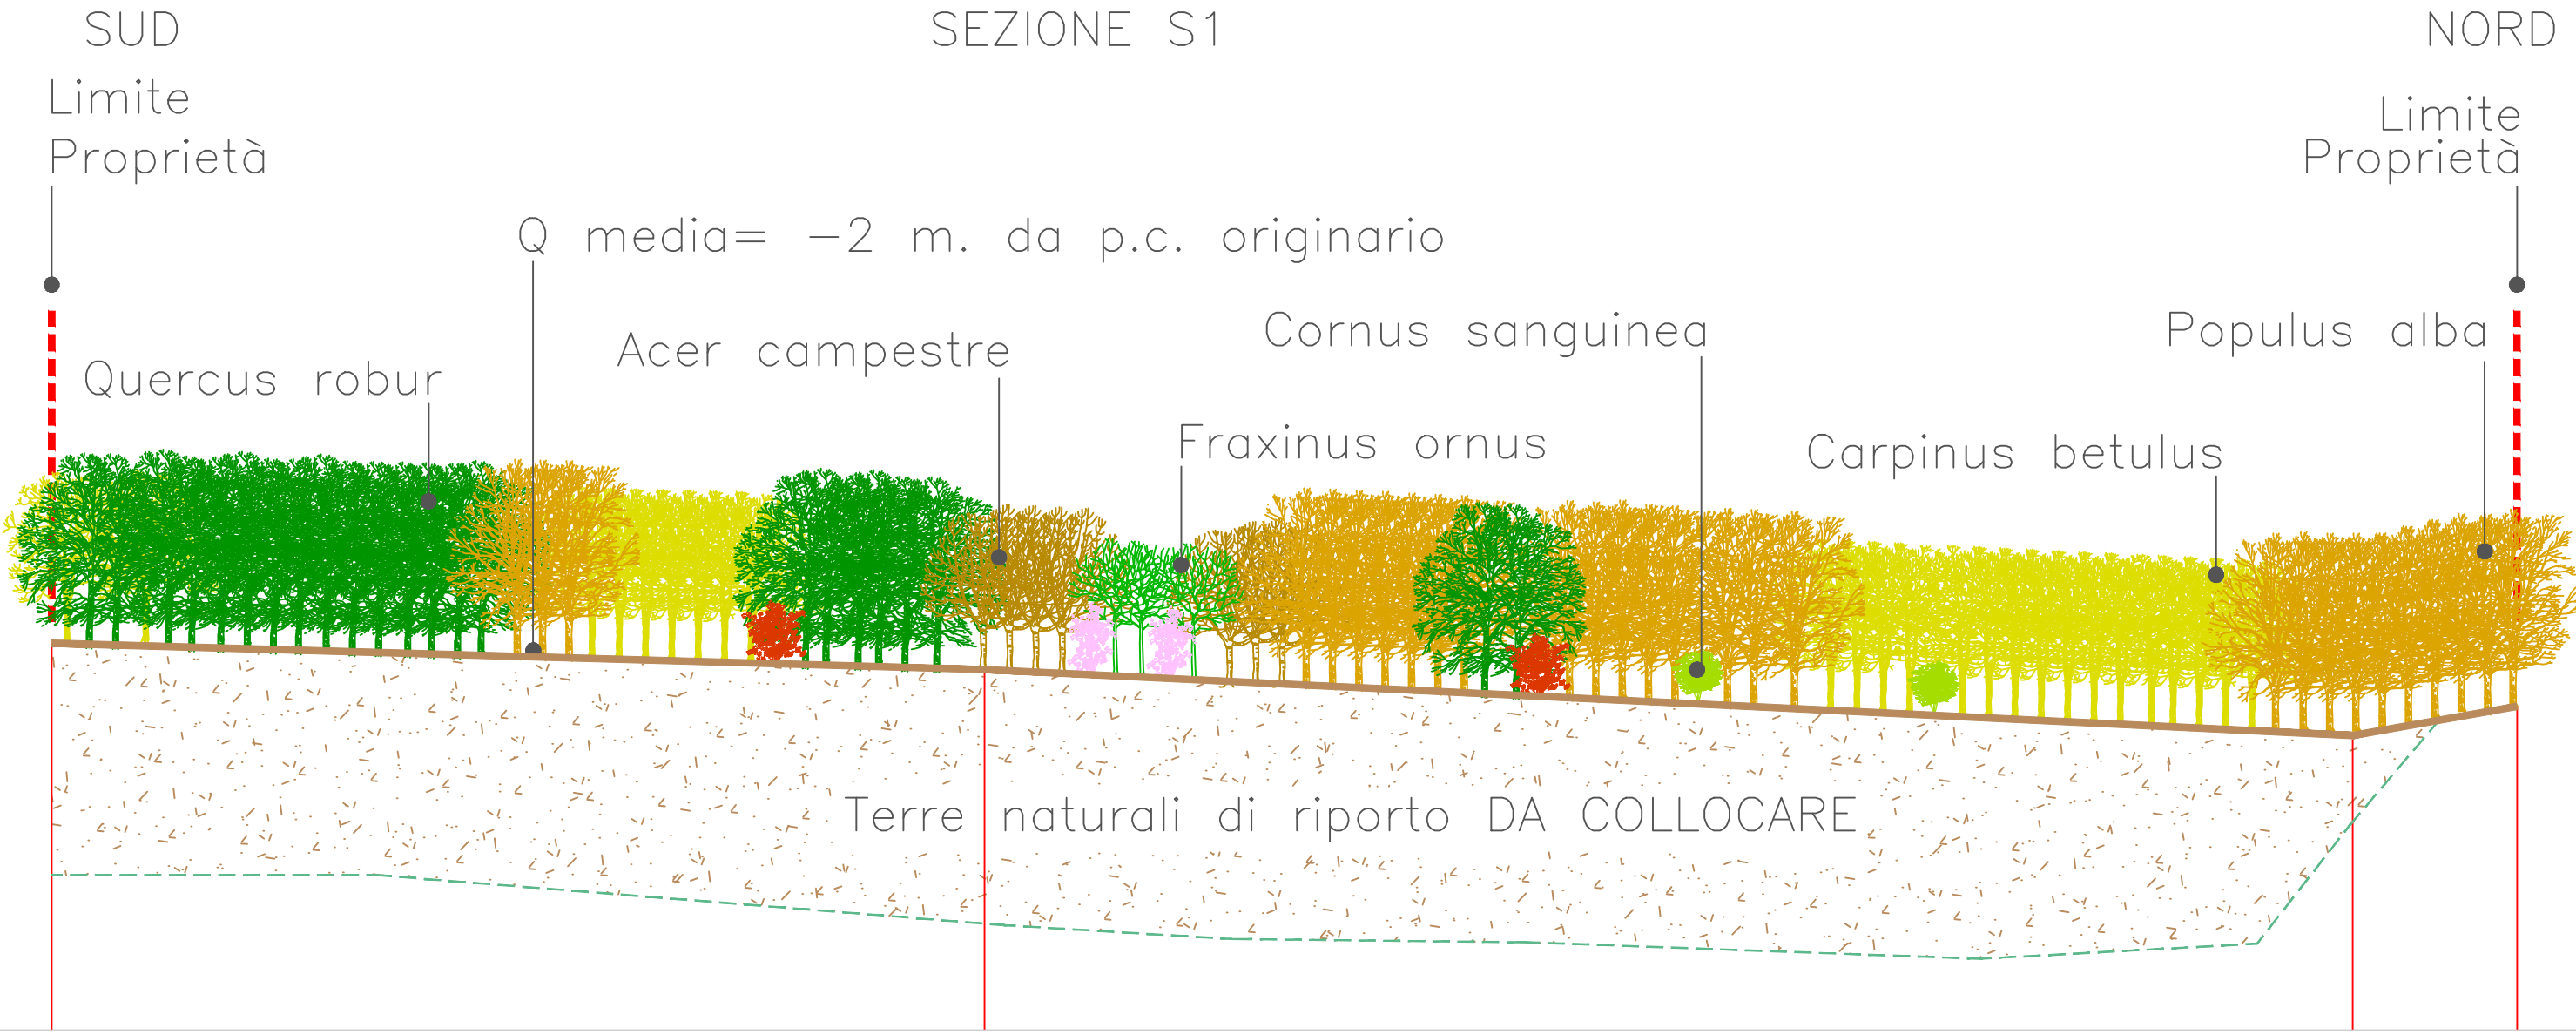 SUD
SEZIONE S1
NORD
Limite
Proprietà
Limite
Proprietà
Q media= -2 m. da p.c. originario
Cornus sanguinea
Populus alba
Acer campestre
Quercus robur
Fraxinus ornus
Carpinus betulus
Terre naturali di riporto DA COLLOCARE